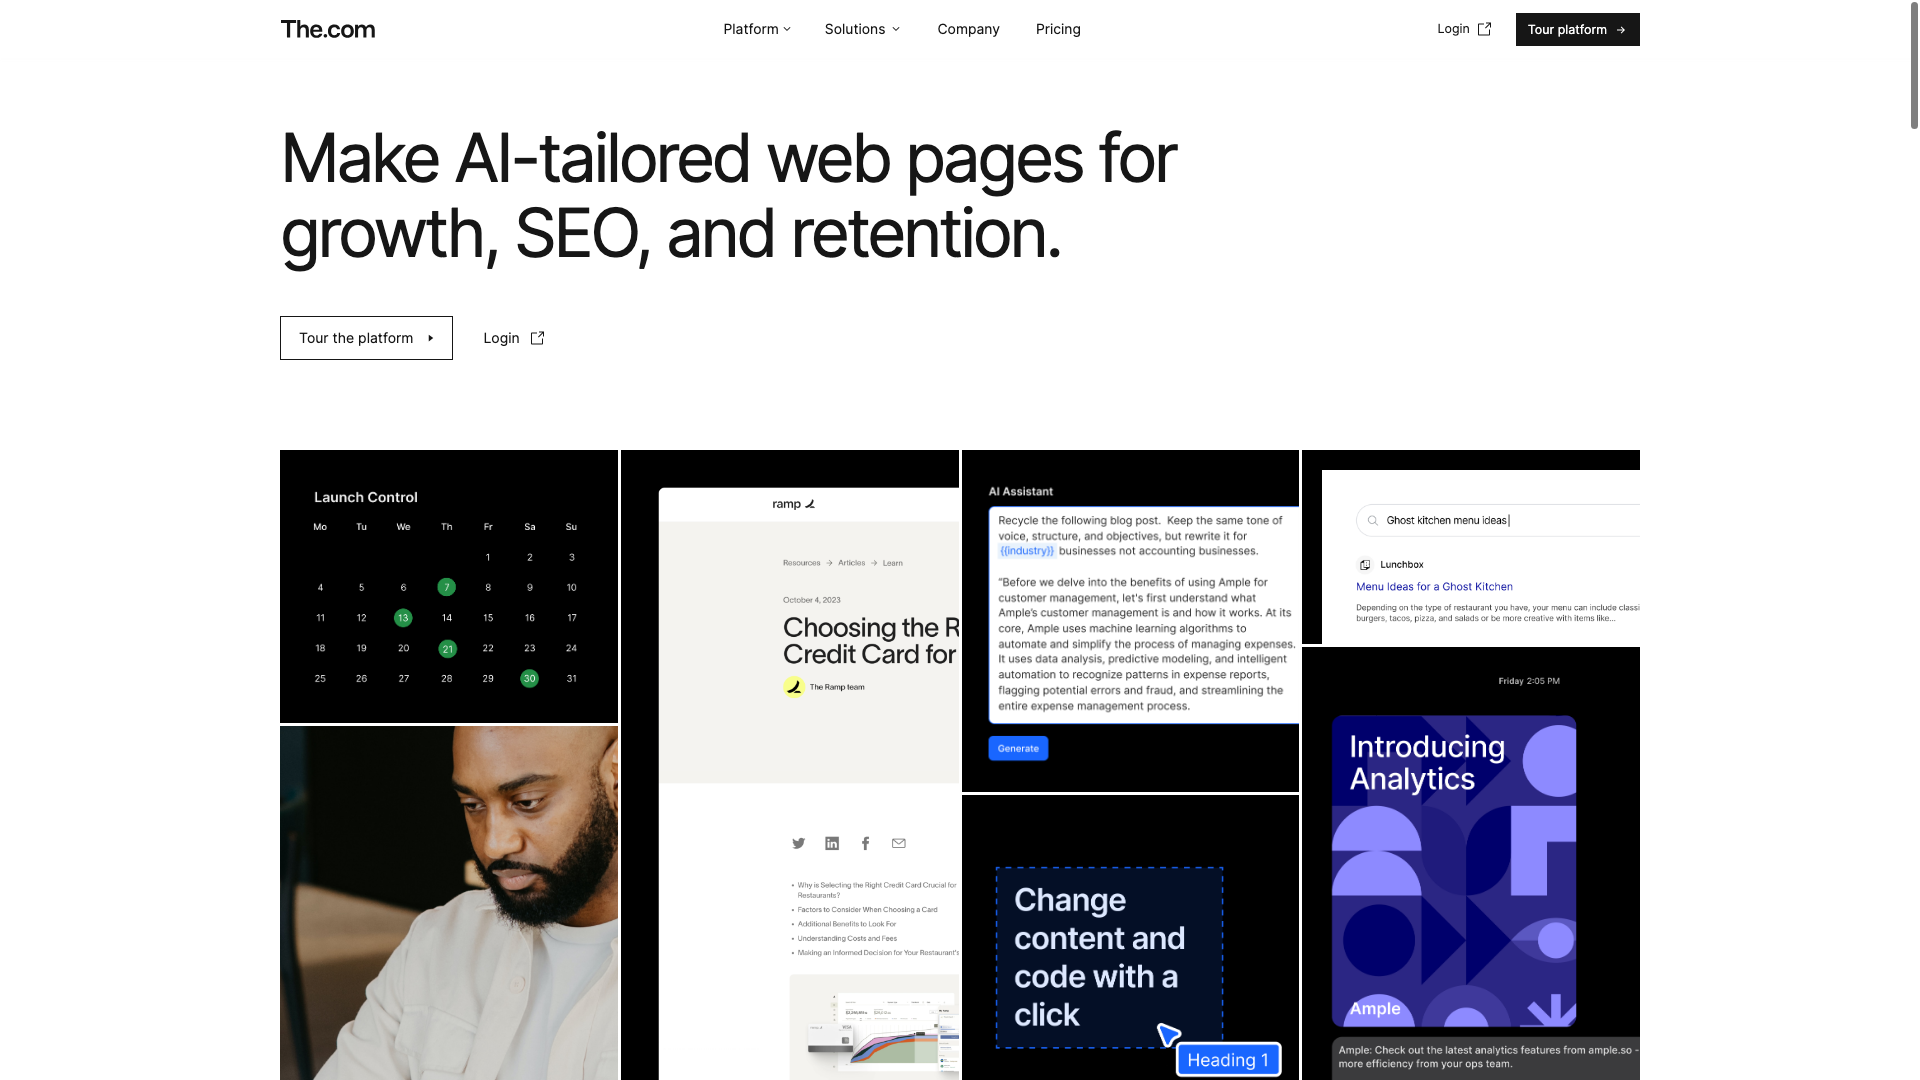 The.com
Platform
Solutions
Company
Pricing
Login
Tour platform
Make AI-tailored web pages for
growth, SEO, and retention.
Tour the platform
Login
Launch Control
Mo Tu We Th Fr Sa Su
1 2 3
4 5 6 7 8 9 10
11 12 13 14 15 16 17
18 19 20 21 22 23 24
25 26 27 28 29 30 31
ramp
Resources → Articles → Learn
October 4, 2023
Choosing the R
Credit Card for
The Ramp team
Why is Selecting the Right Credit Card Crucial for
Restaurants?
Factors to Consider When Choosing a Card
Additional Benefits to Look For
Understanding Costs and Fees
Making an Informed Decision for Your Restaurant's
AI Assistant
Recycle the following blog post. Keep the same tone of
voice, structure, and objectives, but rewrite it for
{{industry}} businesses not accounting businesses.
"Before we delve into the benefits of using Ample for
customer management, let's first understand what
Ample's customer management is and how it works. At its
core, Ample uses machine learning algorithms to
automate and simplify the process of managing expenses.
It uses data analysis, predictive modeling, and intelligent
automation to recognize patterns in expense reports,
flagging potential errors and fraud, and streamlining the
entire expense management process.
Generate
Change
content and
code with a
click
Heading 1
Ghost kitchen menu ideas
Lunchbox
Menu Ideas for a Ghost Kitchen
Depending on the type of restaurant you have, your menu can include classi
burgers, tacos, pizza, and salads or be more creative with items like...
Friday 2:05 PM
Introducing
Analytics
Ample
Ample: Check out the latest analytics features from ample.so -
more efficiency from your ops team.